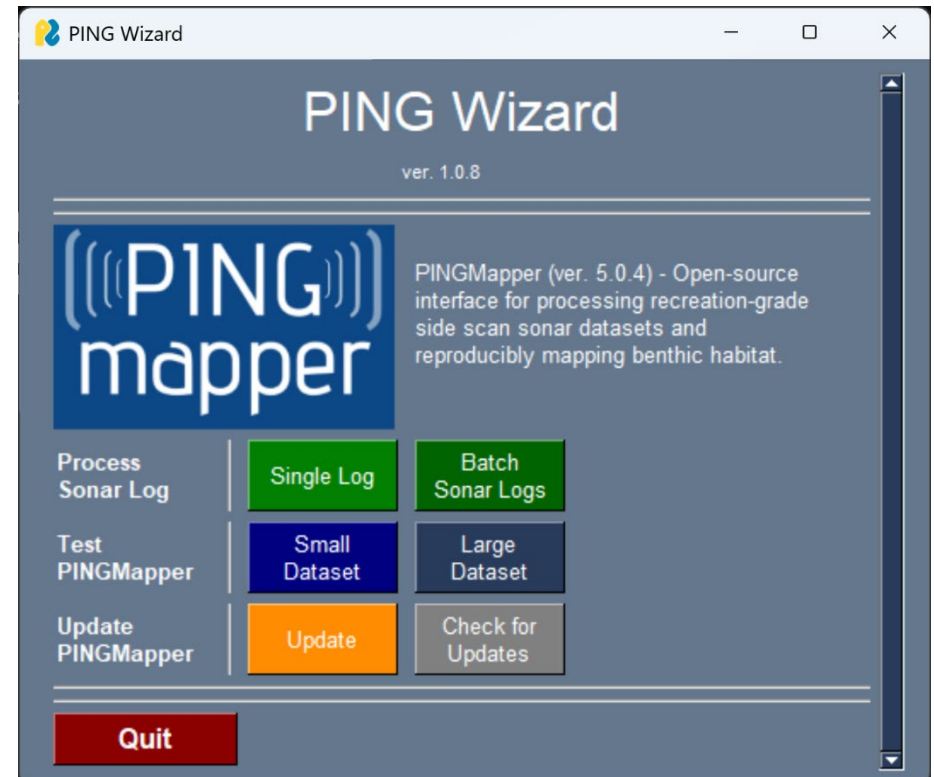 PING Wizard
PING Wizard
ver. 1.0.8
(((PING)))
mapper
PINGMapper (ver. 5.0.4) - Open-source
interface for processing recreation-grade
side scan sonar datasets and
reproducibly mapping benthic habitat.
Process
Sonar Log
Single Log
Batch
Sonar Logs
Test
PINGMapper
Small
Dataset
Large
Dataset
Update
PINGMapper
Update
Check for
Updates
Quit